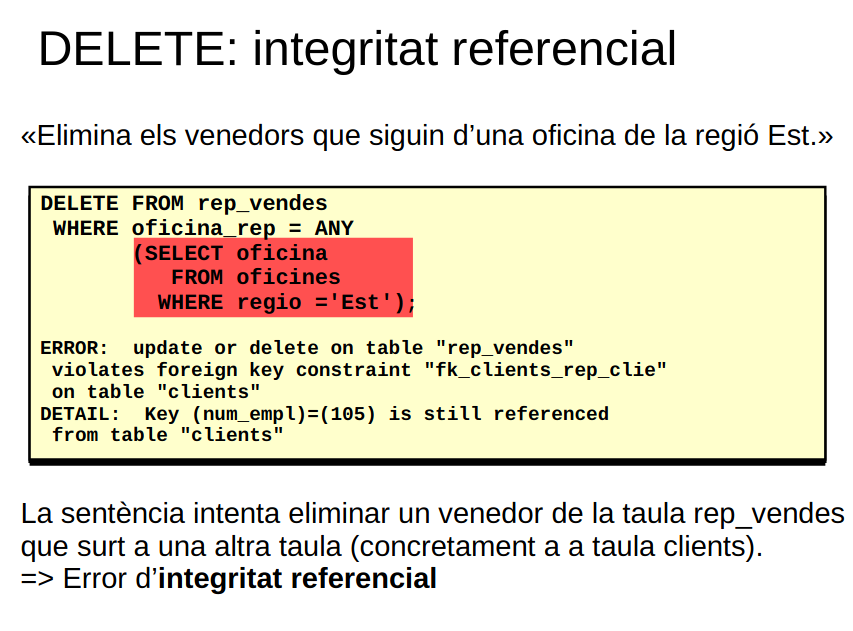 DELETE: integritat referencial
«Elimina els venedors que siguin d’una oficina de la regió Est.»
DELETE FROM rep_vendes
WHERE oficina_rep = ANY
(SELECT oficina
FROM oficines
WHERE regio ='Est');
ERROR:  update or delete on table "rep_vendes"
violates foreign key constraint "fk_clients_rep_clie"
on table "clients"
DETAIL:  Key (num_empl)=(105) is still referenced
from table "clients"
La sentència intenta eliminar un venedor de la taula rep_vendes
que surt a una altra taula (concretament a a taula clients).
=> Error d’integritat referencial